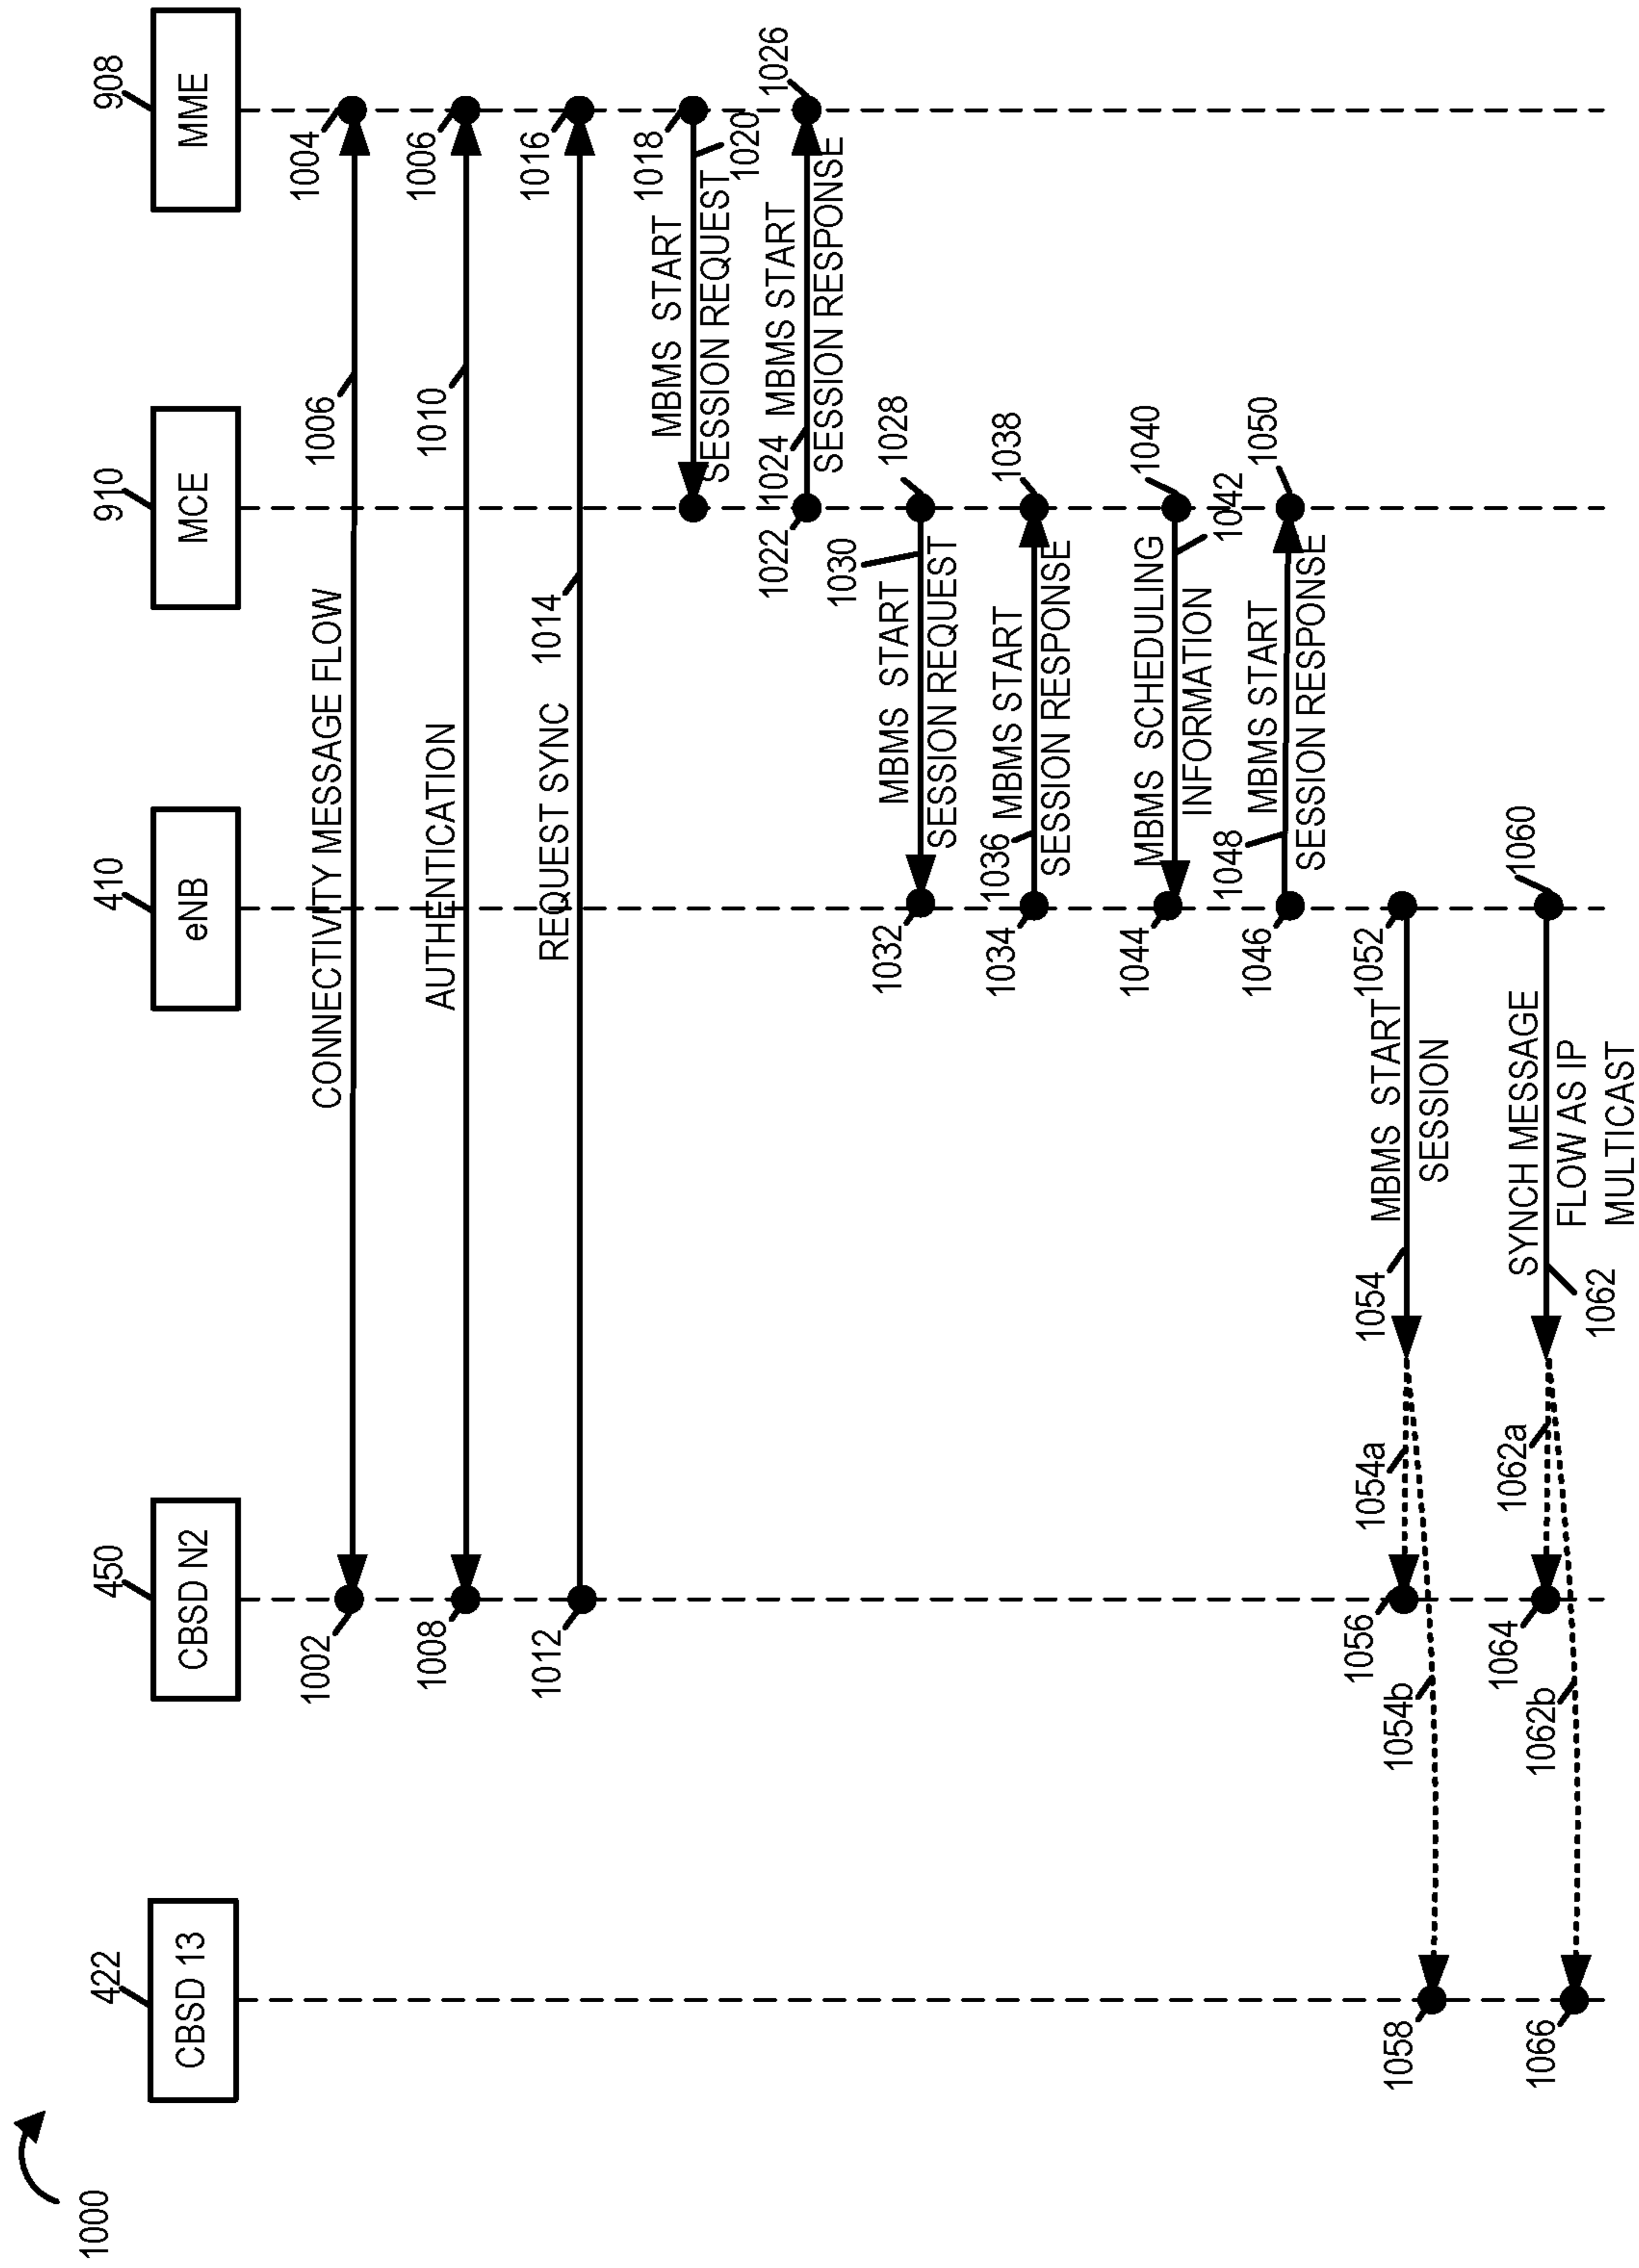 1000
422
450
410
910
908
CBSD 13
CBSD N2
eNB
MCE
MME
1002
CONNECTIVITY MESSAGE FLOW
1006
1004
1008
AUTHENTICATION
1010
1006
1012
REQUEST SYNC
1014
1016
MBMS START
SESSION REQUEST
1018
1020
1022
1024
MBMS START
SESSION RESPONSE
1026
1032
MBMS START
SESSION REQUEST
1030
1028
1034
1036
MBMS START
SESSION RESPONSE
1038
1044
MBMS SCHEDULING
INFORMATION
1042
1040
1046
1048
MBMS START
SESSION RESPONSE
1050
1058
1054b
1056
1054a
1054
MBMS START
SESSION
1052
1066
1062b
1064
1062a
1062
SYNCH MESSAGE
FLOW AS IP
MULTICAST
1060